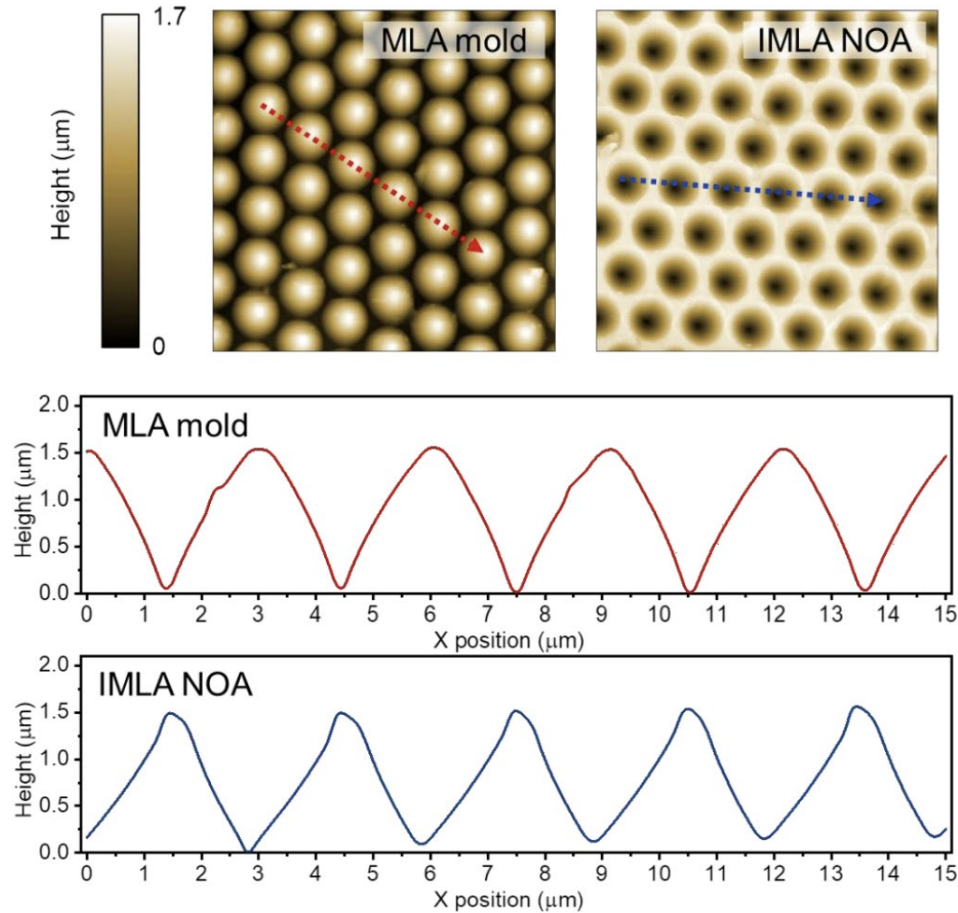 1.7
Height (μm)
0
MLA mold
IMLA NOA
MLA mold
Height (μm)
2.0
1.5
1.0
0.5
0.0
0 1 2 3 4 5 6 7 8 9 10 11 12 13 14 15
X position (μm)
IMLA NOA
Height (μm)
2.0
1.5
1.0
0.5
0.0
0 1 2 3 4 5 6 7 8 9 10 11 12 13 14 15
X position (μm)